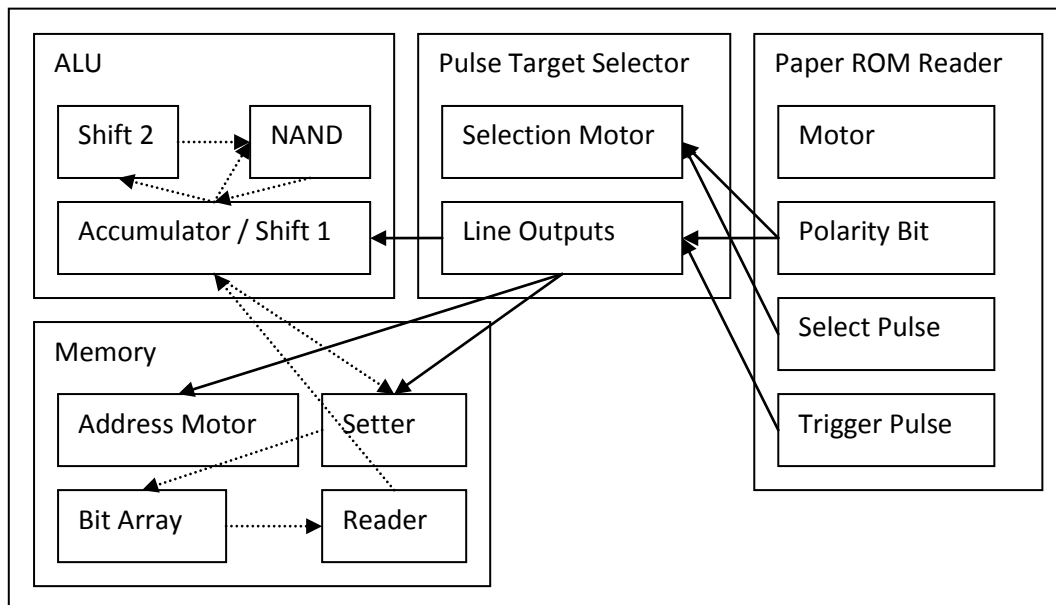 ALU
Shift 2
NAND
Accumulator / Shift 1
Pulse Target Selector
Selection Motor
Line Outputs
Paper ROM Reader
Motor
Polarity Bit
Select Pulse
Trigger Pulse
Memory
Address Motor
Setter
Bit Array
Reader